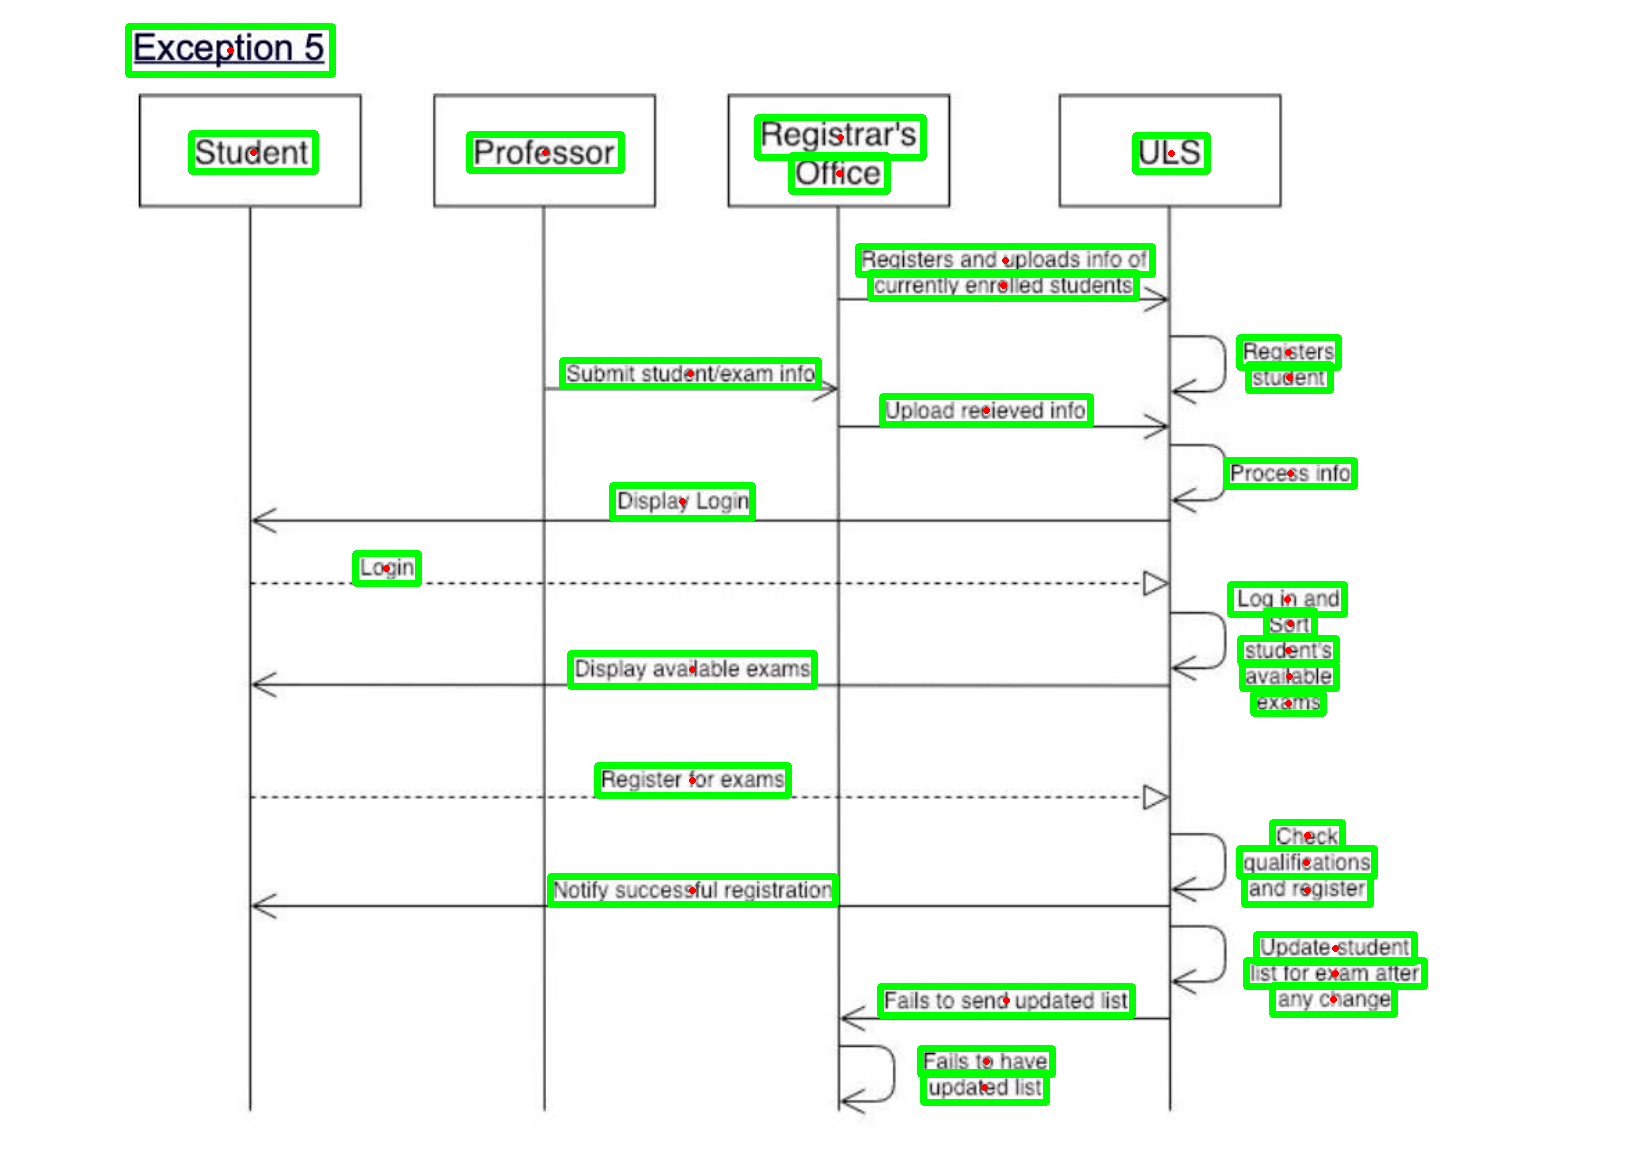 Exception 5
Student
Professor
Registrar's
Office
ULS
Registers and uploads info of
currently enrolled students
Registers
student
Submit student/exam info
Upload recieved info
Process info
Display Login
Login
Log in and
Sort
student's
available
exams
Display available exams
Register for exams
Check
qualifications
and register
Notify successful registration
Update student
list for exam after
any change
Fails to send updated list
Fails to have
updated list